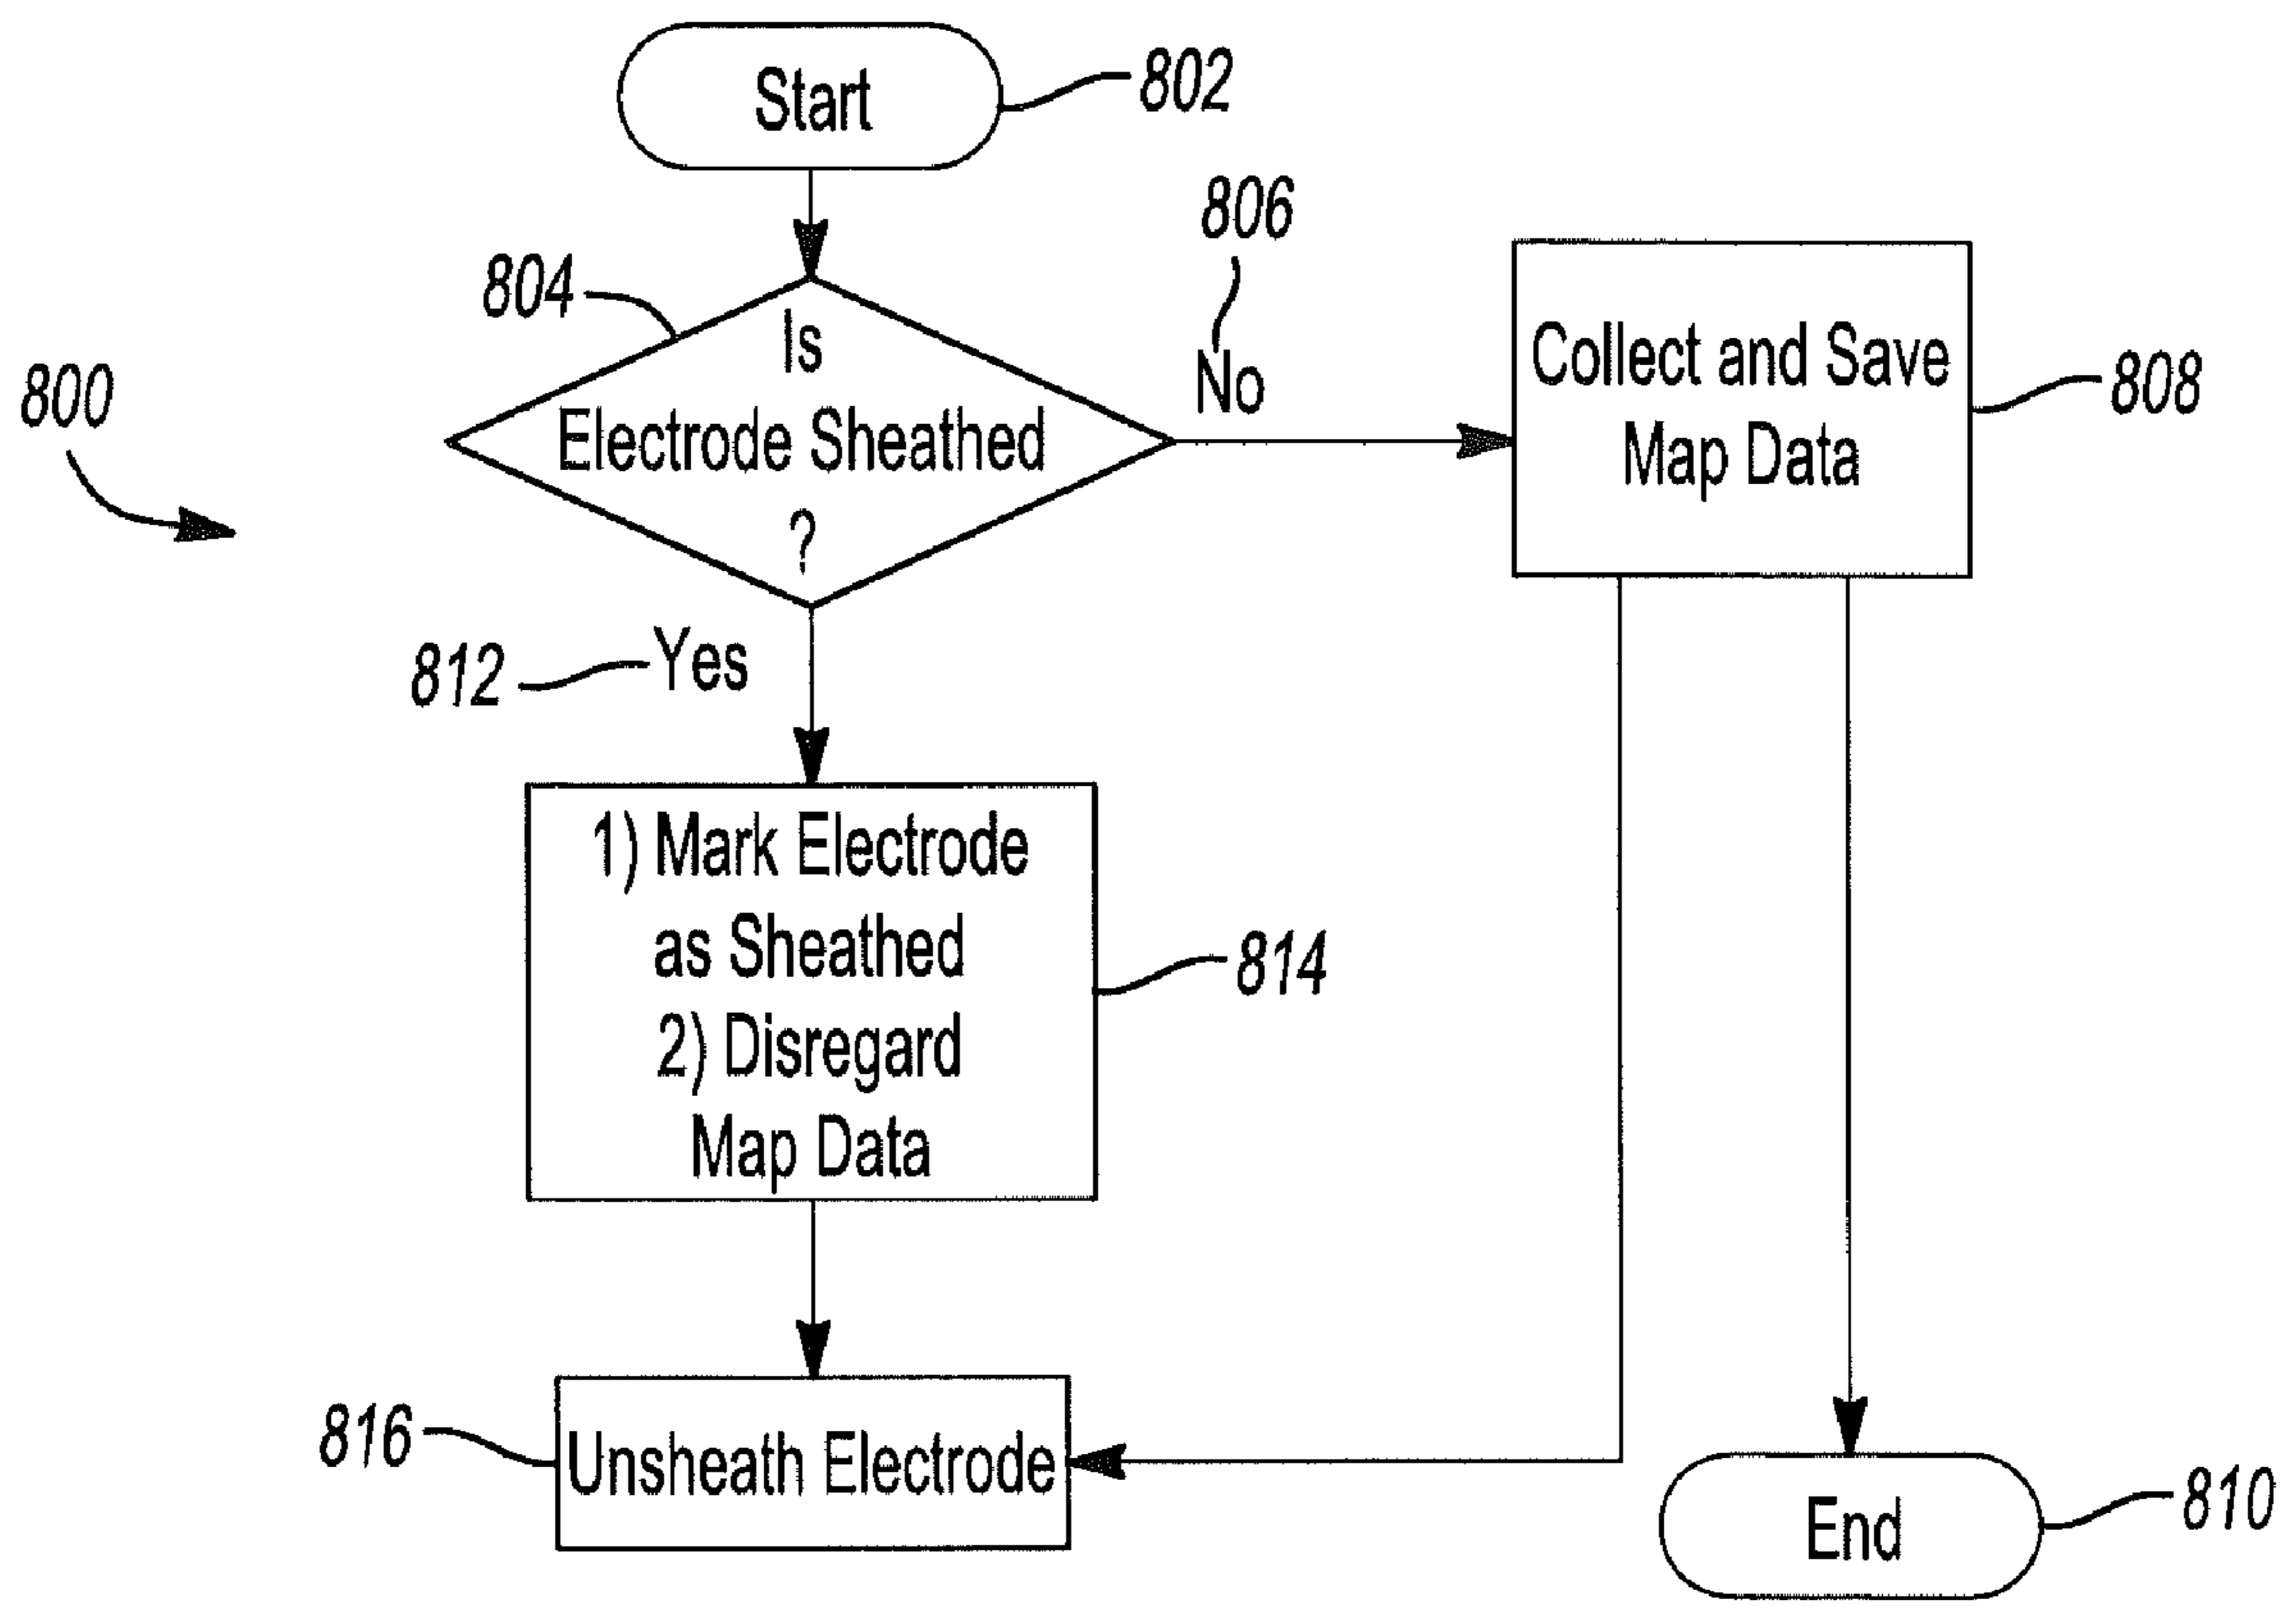 Start
802
806
804
Is
Electrode Sheathed
?
No
Collect and Save
Map Data
808
800
812
Yes
1) Mark Electrode
as Sheathed
2) Disregard
Map Data
814
816
Unsheath Electrode
End
810